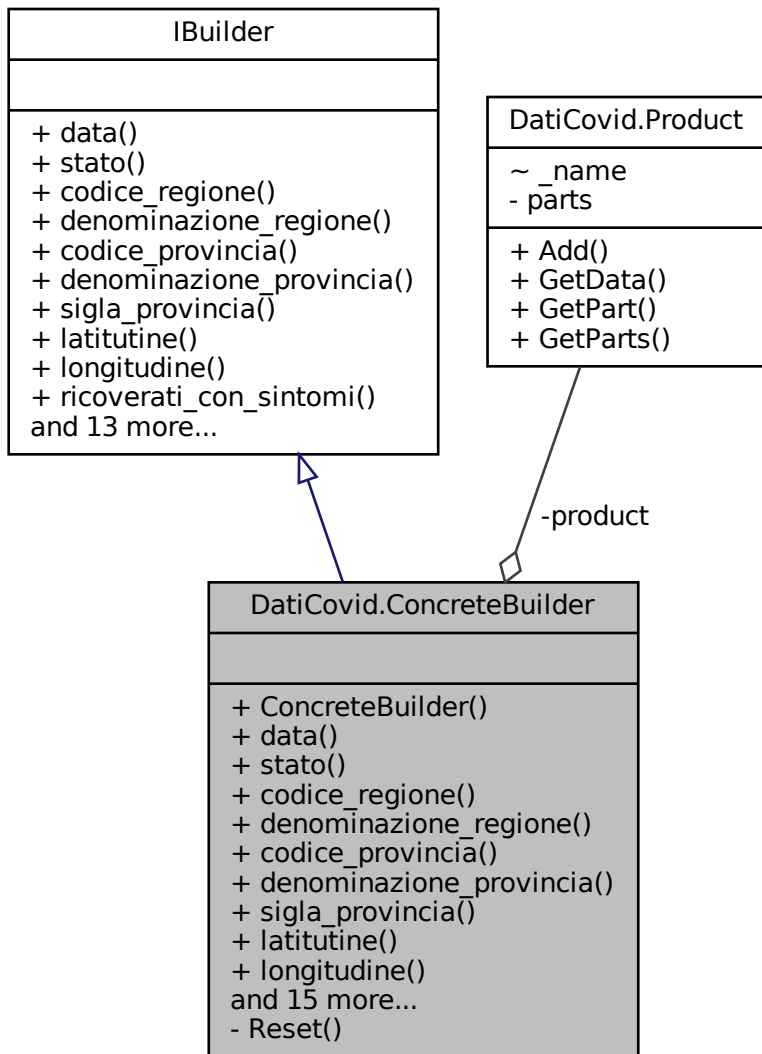 IBuilder
+ data()
+ stato()
+ codice_regione()
+ denominazione_regione()
+ codice_provincia()
+ denominazione_provincia()
+ sigla_provincia()
+ latitutine()
+ longitudine()
+ ricoverati_con_sintomi()
and 13 more...
DatiCovid.Product
~ _name
- parts
+ Add()
+ GetData()
+ GetPart()
+ GetParts()
-product
DatiCovid.ConcreteBuilder
+ ConcreteBuilder()
+ data()
+ stato()
+ codice_regione()
+ denominazione_regione()
+ codice_provincia()
+ denominazione_provincia()
+ sigla_provincia()
+ latitutine()
+ longitudine()
and 15 more...
- Reset()